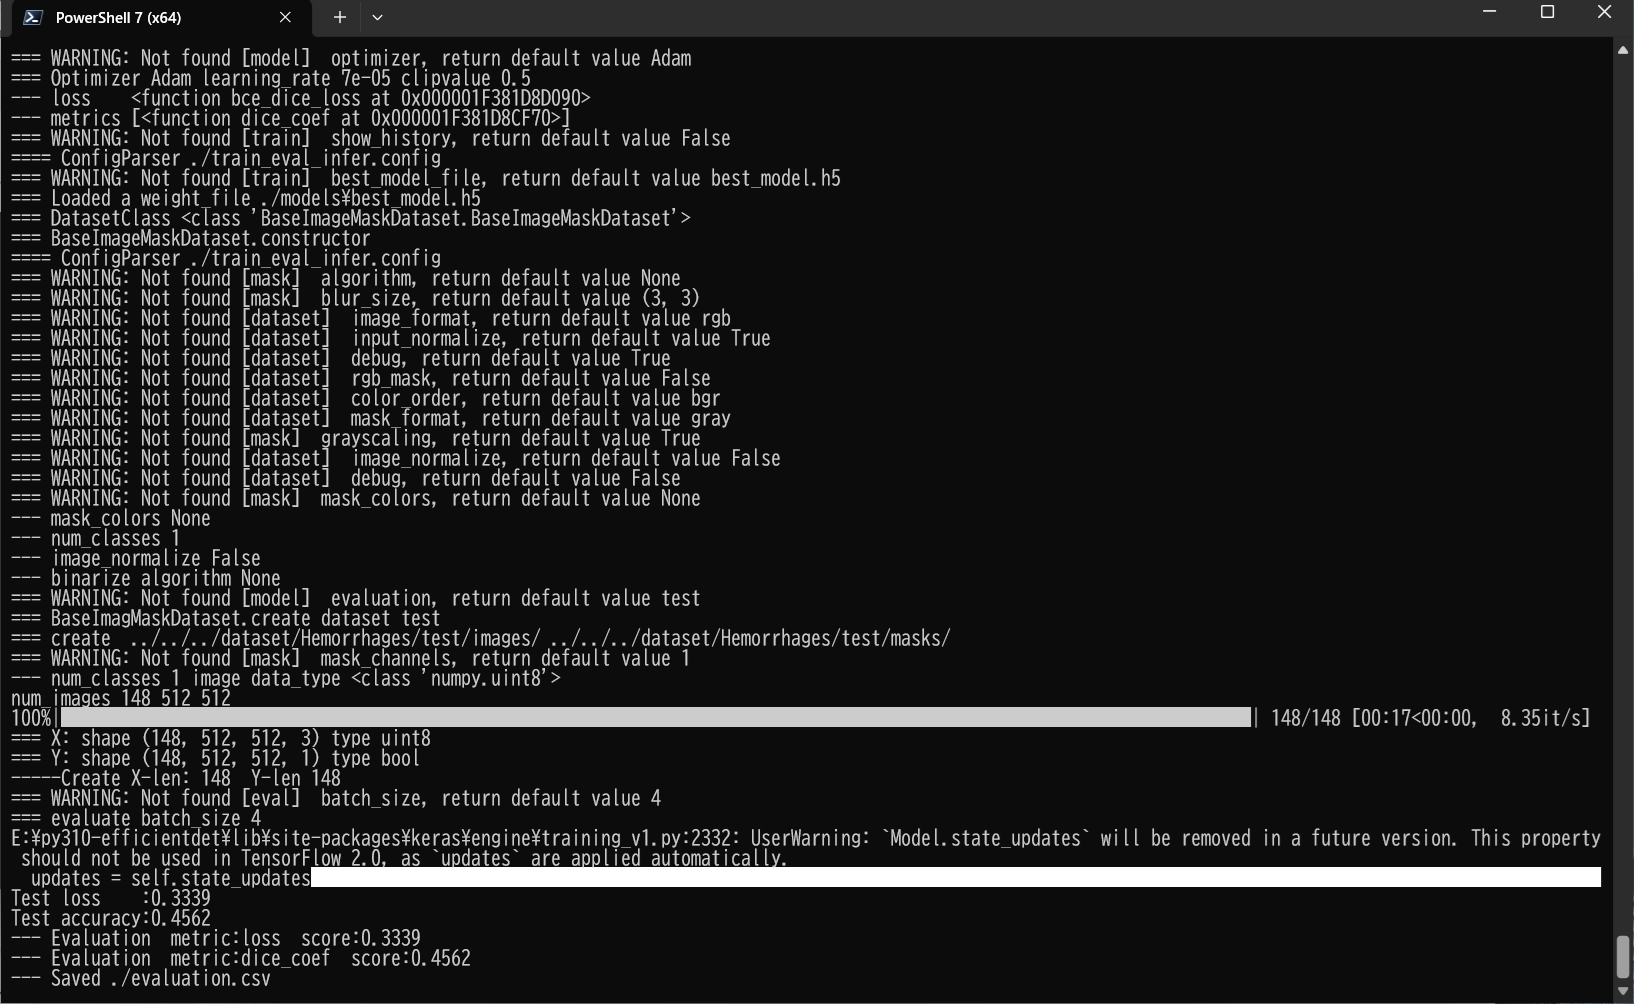 PowerShell 7 (x64)
=== WARNING: Not found [model]  optimizer, return default value Adam
=== Optimizer Adam learning_rate 7e-05 clipvalue 0.5
--- loss    <function bce_dice_loss at 0x000001F381D8D090>
--- metrics [<function dice_coef at 0x000001F381D8CF70>]
=== WARNING: Not found [train]  show_history, return default value False
==== ConfigParser ./train_eval_infer.config
=== WARNING: Not found [train]  best_model_file, return default value best_model.h5
=== Loaded a weight_file ./models¥best_model.h5
=== DatasetClass <class 'BaseImageMaskDataset.BaseImageMaskDataset'>
=== BaseImageMaskDataset.constructor
==== ConfigParser ./train_eval_infer.config
=== WARNING: Not found [mask]  algorithm, return default value None
=== WARNING: Not found [mask]  blur_size, return default value (3, 3)
=== WARNING: Not found [dataset]  image_format, return default value rgb
=== WARNING: Not found [dataset]  input_normalize, return default value True
=== WARNING: Not found [dataset]  debug, return default value True
=== WARNING: Not found [dataset]  rgb_mask, return default value False
=== WARNING: Not found [dataset]  color_order, return default value bgr
=== WARNING: Not found [dataset]  mask_format, return default value gray
=== WARNING: Not found [mask]  grayscaling, return default value True
=== WARNING: Not found [dataset]  image_normalize, return default value False
=== WARNING: Not found [dataset]  debug, return default value False
=== WARNING: Not found [mask]  mask_colors, return default value None
--- mask_colors None
--- num_classes 1
--- image_normalize False
--- binarize algorithm None
=== WARNING: Not found [model]  evaluation, return default value test
=== BaseImagMaskDataset.create dataset test
=== create  ../../../dataset/Hemorrhages/test/images/ ../../../dataset/Hemorrhages/test/masks/
=== WARNING: Not found [mask]  mask_channels, return default value 1
--- num_classes 1 image data_type <class 'numpy.uint8'>
num_images 148 512 512
100%| | 148/148 [00:17<00:00,  8.35it/s]
=== X: shape (148, 512, 512, 3) type uint8
=== Y: shape (148, 512, 512, 1) type bool
-----Create X-len: 148  Y-len 148
=== WARNING: Not found [eval]  batch_size, return default value 4
=== evaluate batch_size 4
E:¥py310-efficientdet¥lib¥site-packages¥keras¥engine¥training_v1.py:2332: UserWarning: `Model.state_updates` will be removed in a future version. This property
 should not be used in TensorFlow 2.0, as `updates` are applied automatically.
  updates = self.state_updates
Test loss    :0.3339
Test accuracy:0.4562
--- Evaluation  metric:loss  score:0.3339
--- Evaluation  metric:dice_coef  score:0.4562
--- Saved ./evaluation.csv